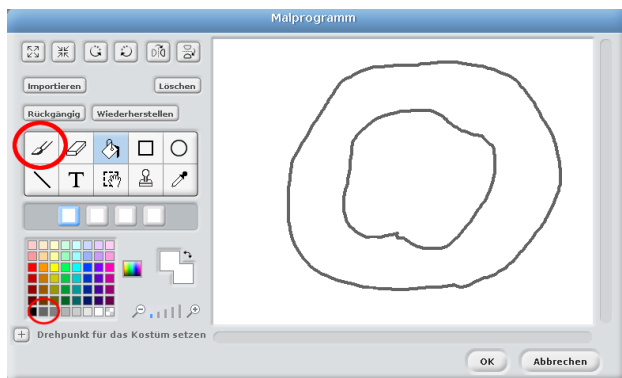 Malprogramm
Importieren
Löschen
Rückgängig
Wiederherstellen
T
Drehpunkt für das Kostüm setzen
OK
Abbrechen